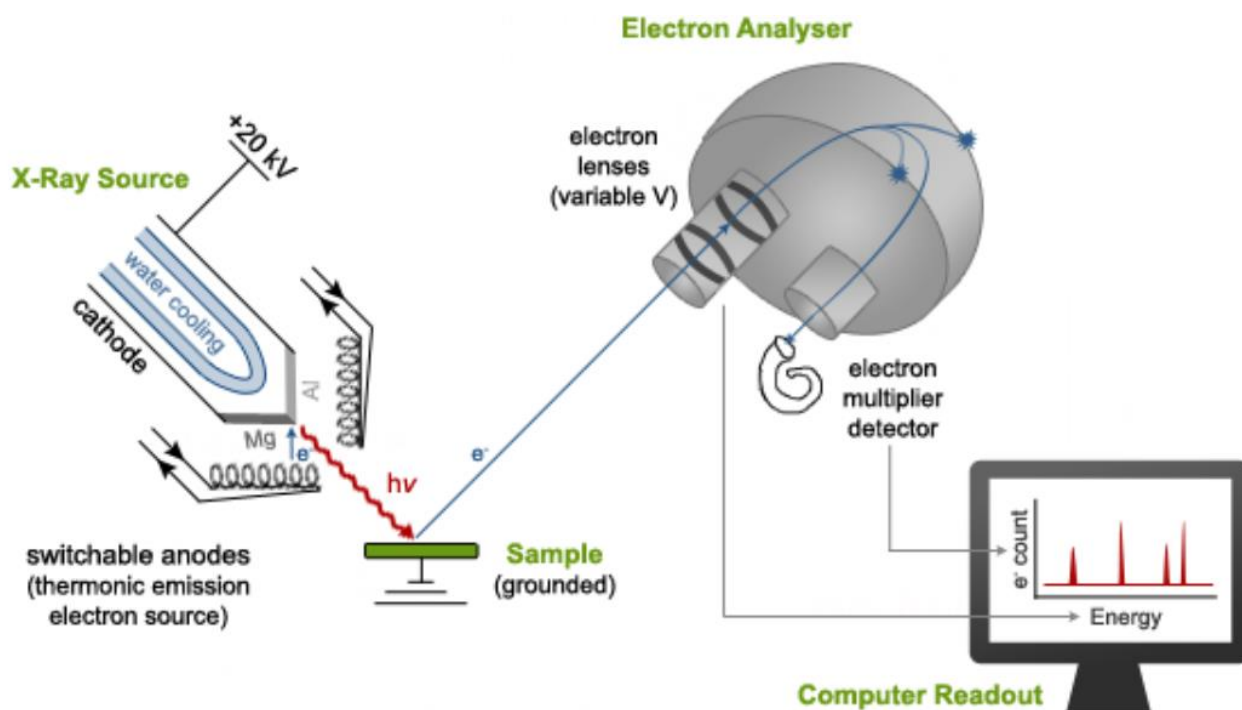 Electron Analyser
+20 kV
X-Ray Source
electron
lenses
(variable V)
water cooling
cathode
Al
Mg
e-
hv
e-
electron
multiplier
detector
switchable anodes
(thermonic emission
electron source)
Sample
(grounded)
e- count
Energy
Computer Readout